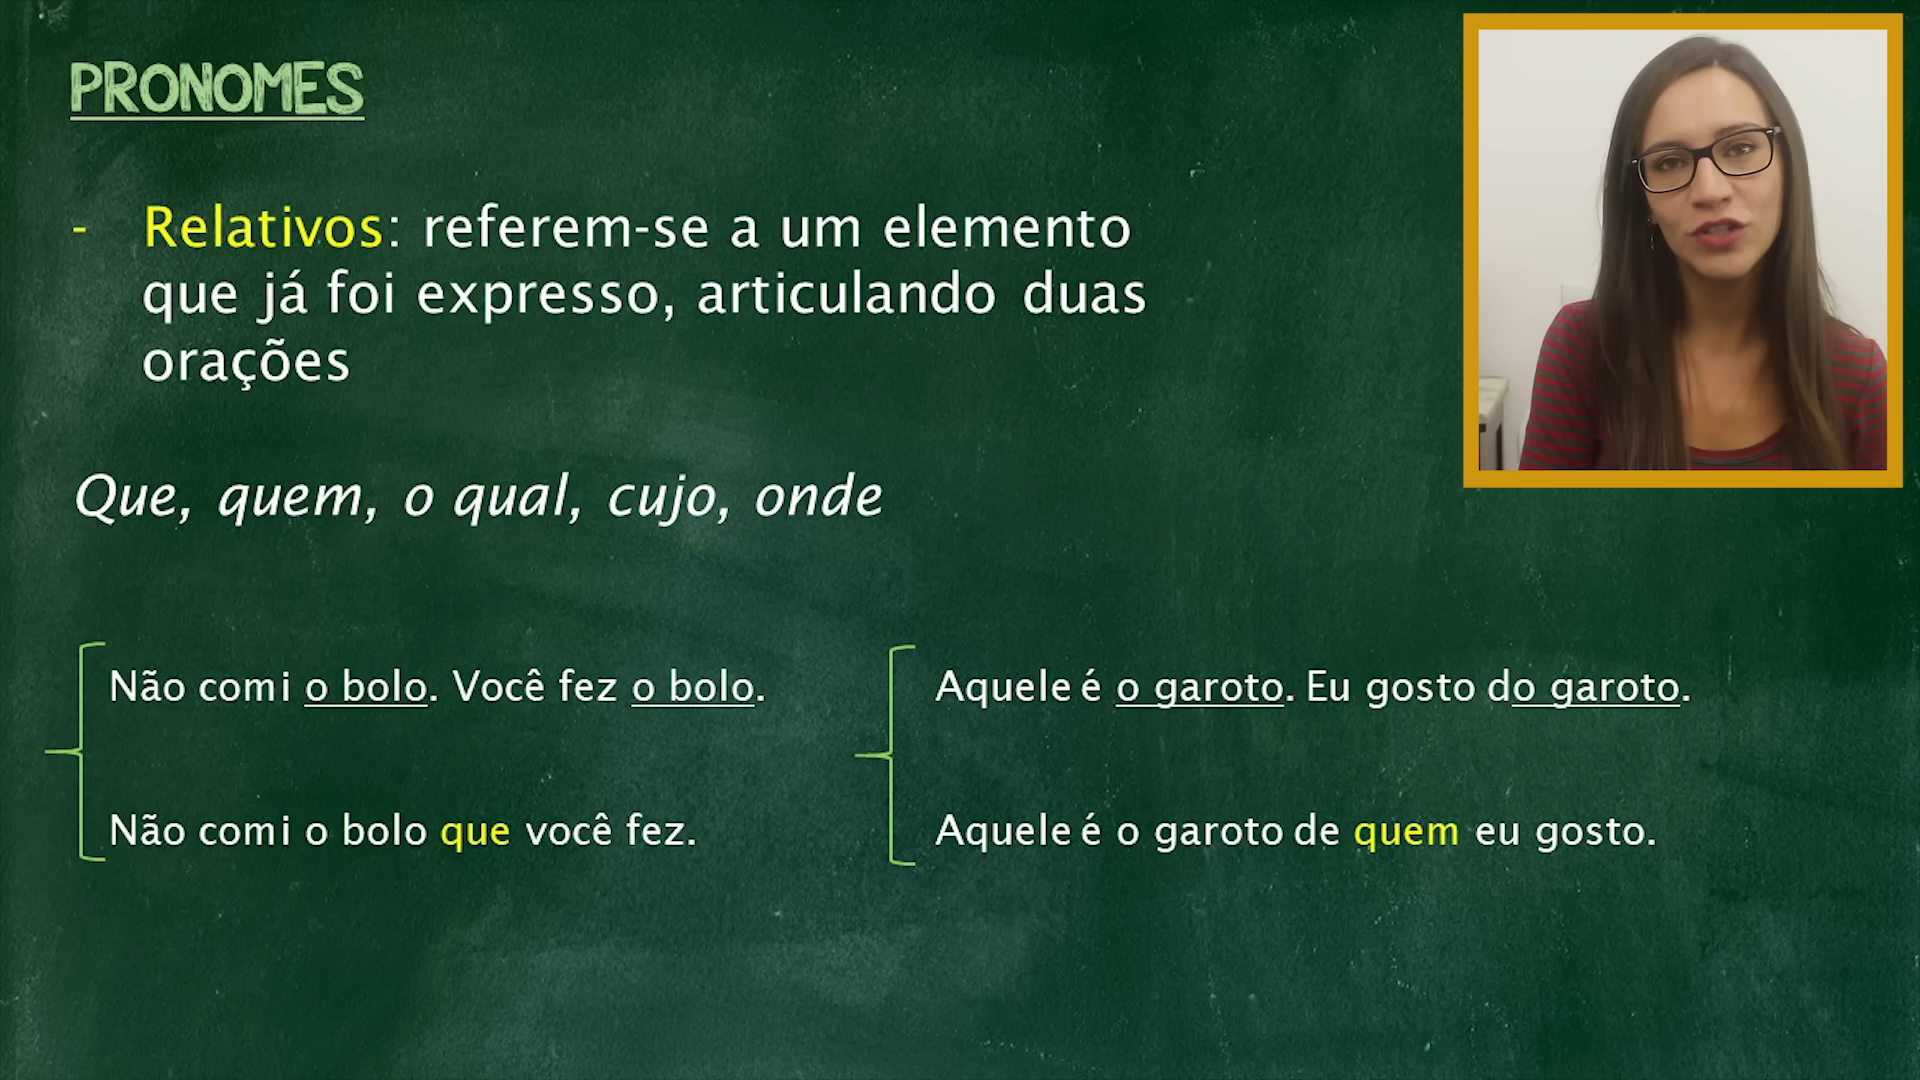 PRONOMES
- Relativos: referem-se a um elemento
que já foi expresso, articulando duas
orações
Que, quem, o qual, cujo, onde
Não comi o bolo. Você fez o bolo.
Não comi o bolo que você fez.
Aquele é o garoto. Eu gosto do garoto.
Aquele é o garoto de quem eu gosto.